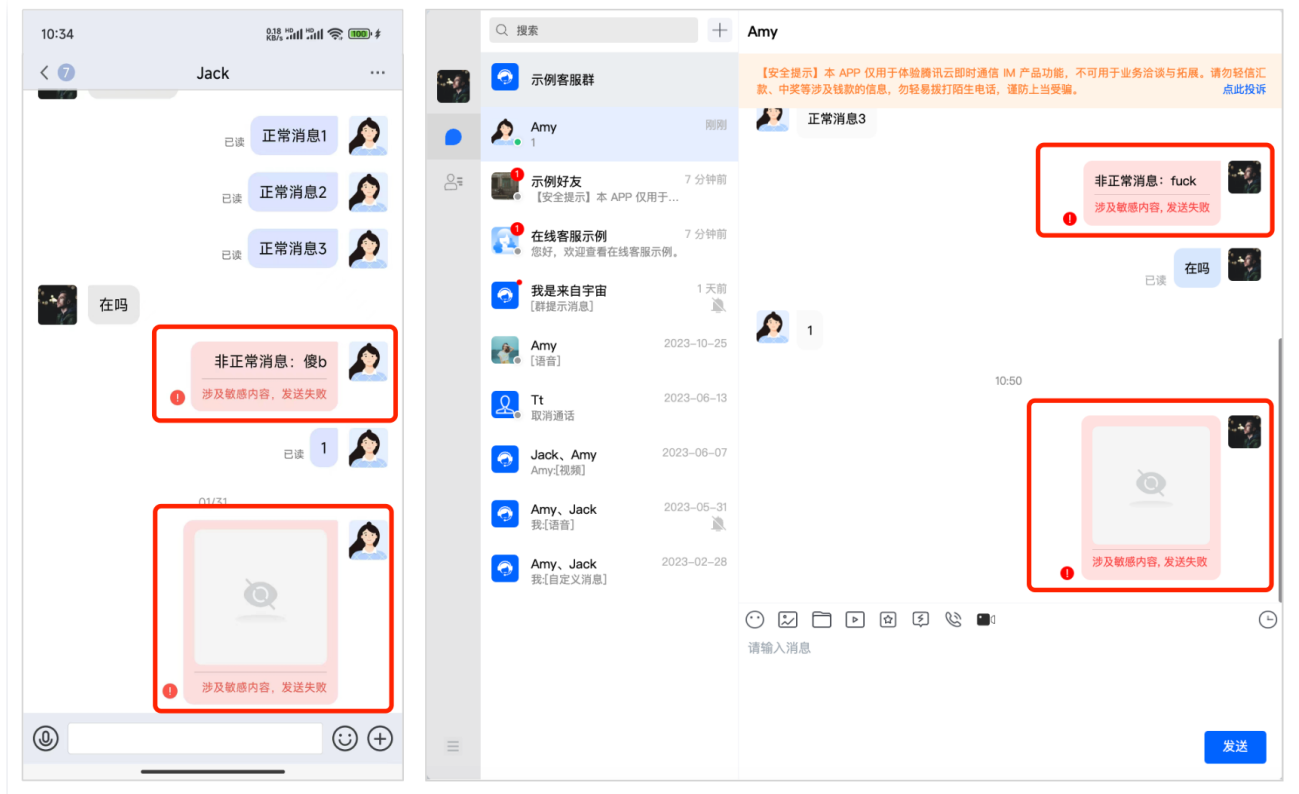 10:34
0.18 KB/s HD HD 100
7
Jack
已读
正常消息1
已读
正常消息2
已读
正常消息3
在吗
非正常消息：傻b
涉及敏感内容，发送失败
已读
1
01/31
涉及敏感内容，发送失败
搜索
示例客服群
Amy
刚刚
1
1
示例好友
7 分钟前
【安全提示】本 APP 仅用于...
1
在线客服示例
7 分钟前
您好，欢迎查看在线客服示例。
我是来自宇宙
1 天前
[群提示消息]
Amy
2023-10-25
[语音]
Tt
2023-06-13
取消通话
Jack、Amy
2023-06-07
Amy:[视频]
Amy、Jack
2023-05-31
我:[语音]
Amy、Jack
2023-02-28
我:[自定义消息]
Amy
【安全提示】本 APP 仅用于体验腾讯云即时通信 IM 产品功能，不可用于业务洽谈与拓展。请勿轻信汇
款、中奖等涉及钱款的信息，勿轻易拨打陌生电话，谨防上当受骗。
点此投诉
正常消息3
非正常消息：fuck
涉及敏感内容, 发送失败
已读
在吗
1
10:50
涉及敏感内容, 发送失败
请输入消息
发送